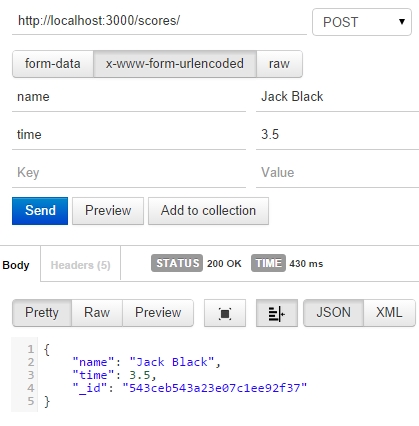 http://localhost:3000/scores/ POST
form-data x-www-form-urlencoded raw
name Jack Black
time 3.5
Key Value
Send Preview Add to collection
Body Headers (5) STATUS 200 OK TIME 430 ms
Pretty Raw Preview JSON XML
1 {
2 "name": "Jack Black",
3 "time": 3.5,
4 "_id": "543ceb543a23e07c1ee92f37"
5 }